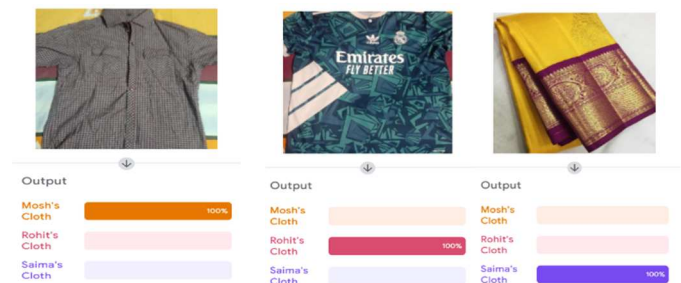 Emirates
FLY BETTER
Output
Mosh's
Cloth
100%
Rohit's
Cloth
Saima's
Cloth
Output
Mosh's
Cloth
Rohit's
Cloth
100%
Saima's
Cloth
Output
Mosh's
Cloth
Rohit's
Cloth
Saima's
Cloth
100%